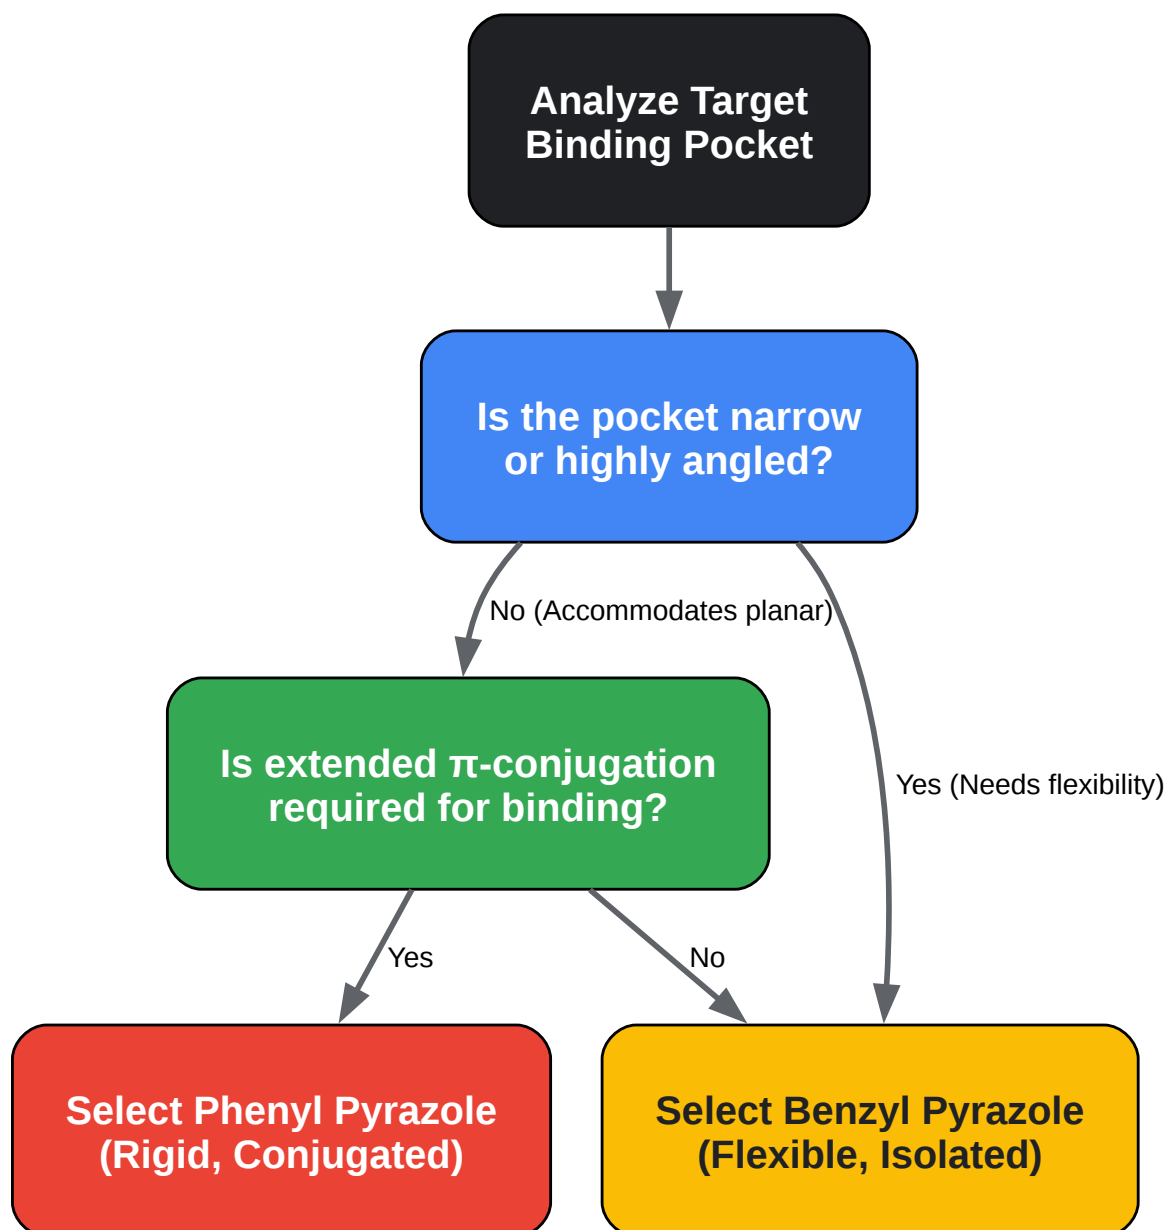 Analyze Target
Binding Pocket
Is the pocket narrow
or highly angled?
No (Accommodates planar)
Is extended π-conjugation
required for binding?
Yes (Needs flexibility)
Yes
No
Select Phenyl Pyrazole
(Rigid, Conjugated)
Select Benzyl Pyrazole
(Flexible, Isolated)